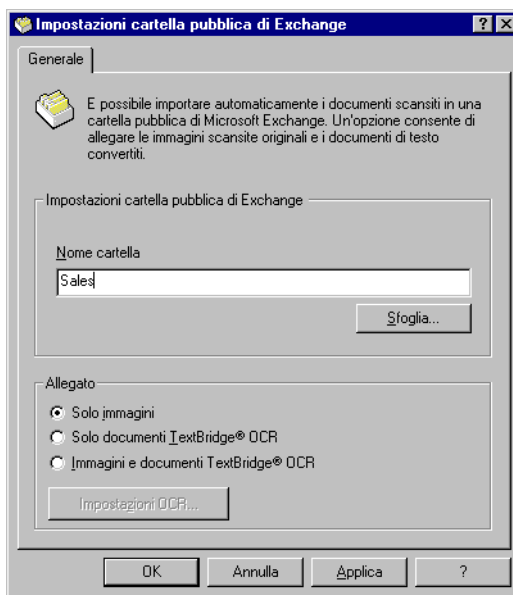 Impostazioni cartella pubblica di Exchange
Generale
E possibile importare automaticamente i documenti scansiti in una
cartella pubblica di Microsoft Exchange. Un'opzione consente di
allegare le immagini scansite originali e i documenti di testo
convertiti.
Impostazioni cartella pubblica di Exchange
Nome cartella
Sales
Sfoglia...
Allegato
Solo immagini
Solo documenti TextBridge® OCR
Immagini e documenti TextBridge® OCR
Impostazioni OCR...
OK Annulla Applica ?